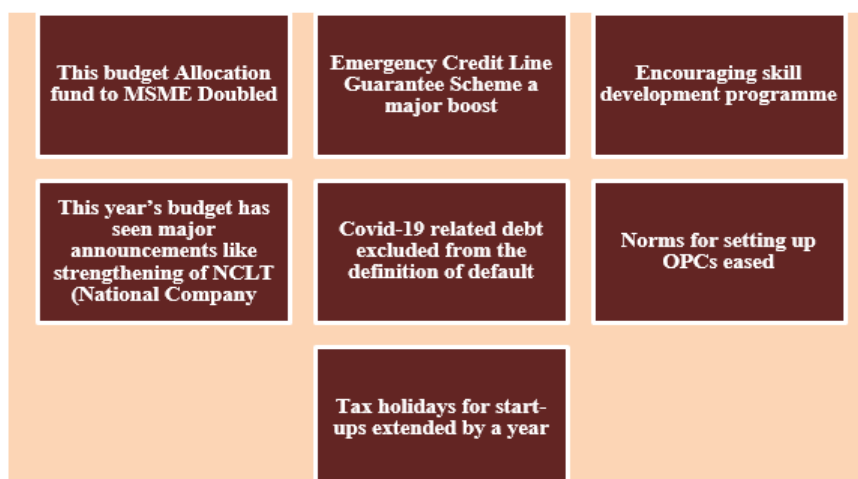 This budget Allocation
fund to MSME Doubled
Emergency Credit Line
Guarantee Scheme a
major boost
Encouraging skill
development programme
This year’s budget has
seen major
announcements like
strengthening of NCLT
(National Company
Covid-19 related debt
excluded from the
definition of default
Norms for setting up
OPCs eased
Tax holidays for start-
ups extended by a year